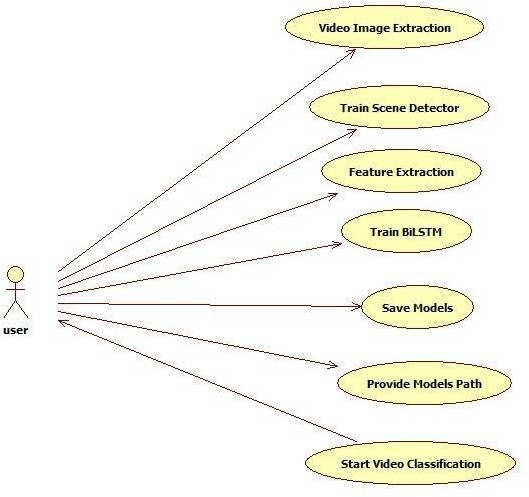 Video Image Extraction
Train Scene Detector
Feature Extraction
Train BiLSTM
user
Save Models
Provide Models Path
Start Video Classification